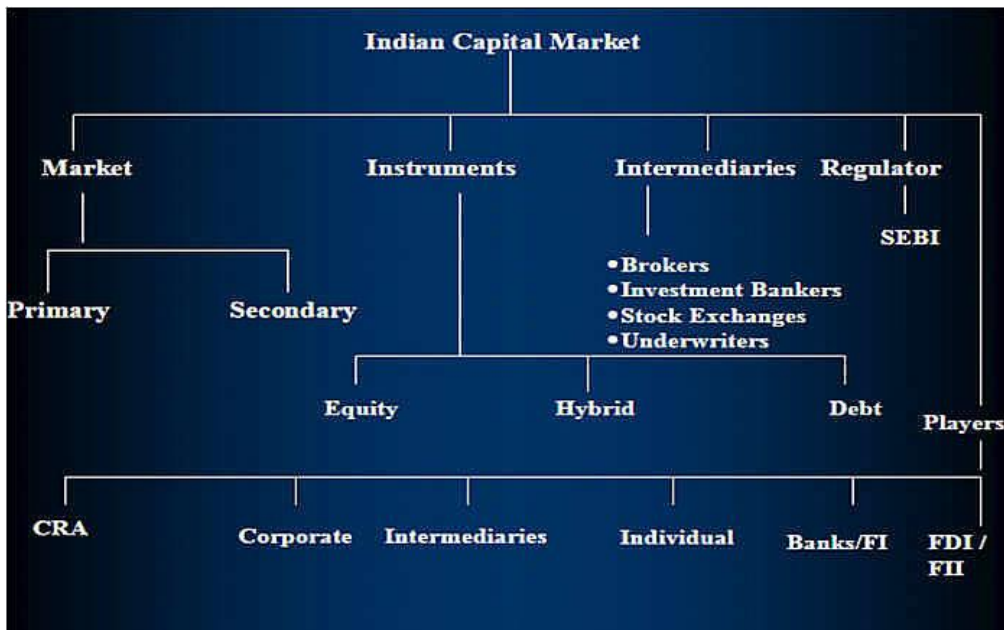 Indian Capital Market
Market
Instruments
Intermediaries
Regulator
SEBI
•Brokers
•Investment Bankers
•Stock Exchanges
•Underwriters
Primary
Secondary
Equity
Hybrid
Debt
Players
CRA
Corporate
Intermediaries
Individual
Banks/FI
FDI /
FII